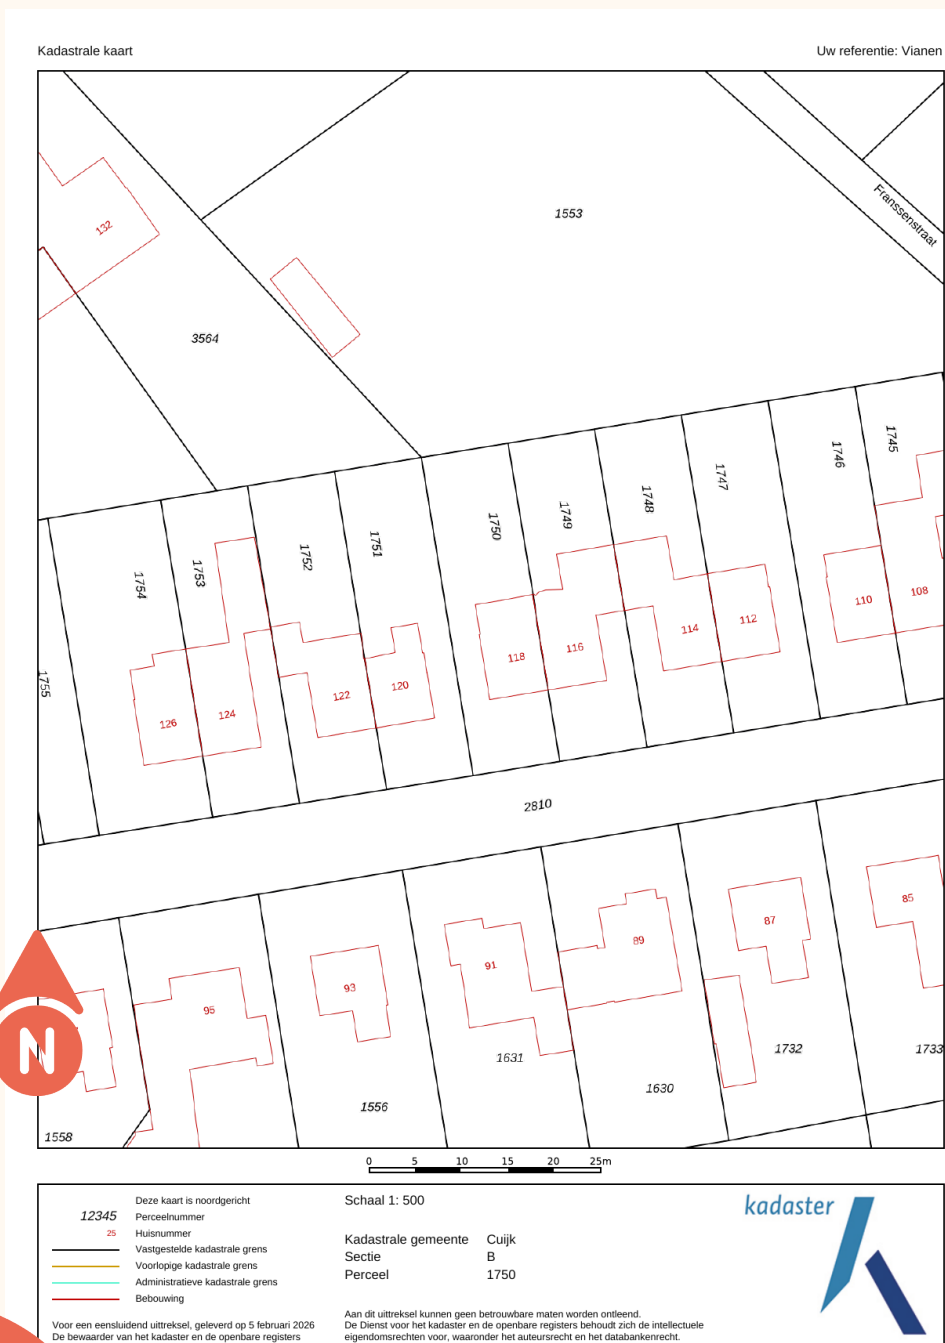 Kadastrale kaart
Uw referentie: Vianen
132
1553
Franssenstraat
3564
1745
1746
1747
1748
1749
1750
1751
1752
1753
1754
1755
108
110
112
114
116
118
120
122
124
126
2810
85
87
89
91
93
95
1733
1732
1631
1630
1556
1558
N
0 5 10 15 20 25m
Deze kaart is noordgericht
12345 Perceelnummer
25 Huisnummer
Vastgestelde kadastrale grens
Voorlopige kadastrale grens
Administratieve kadastrale grens
Bebouwing
Voor een eensluidend uittreksel, geleverd op 5 februari 2026
De bewaarder van het kadaster en de openbare registers
Schaal 1: 500
Kadastrale gemeente Cuijk
Sectie B
Perceel 1750
Aan dit uittreksel kunnen geen betrouwbare maten worden ontleend.
De Dienst voor het kadaster en de openbare registers behoudt zich de intellectuele
eigendomsrechten voor, waaronder het auteursrecht en het databankenrecht.
kadaster